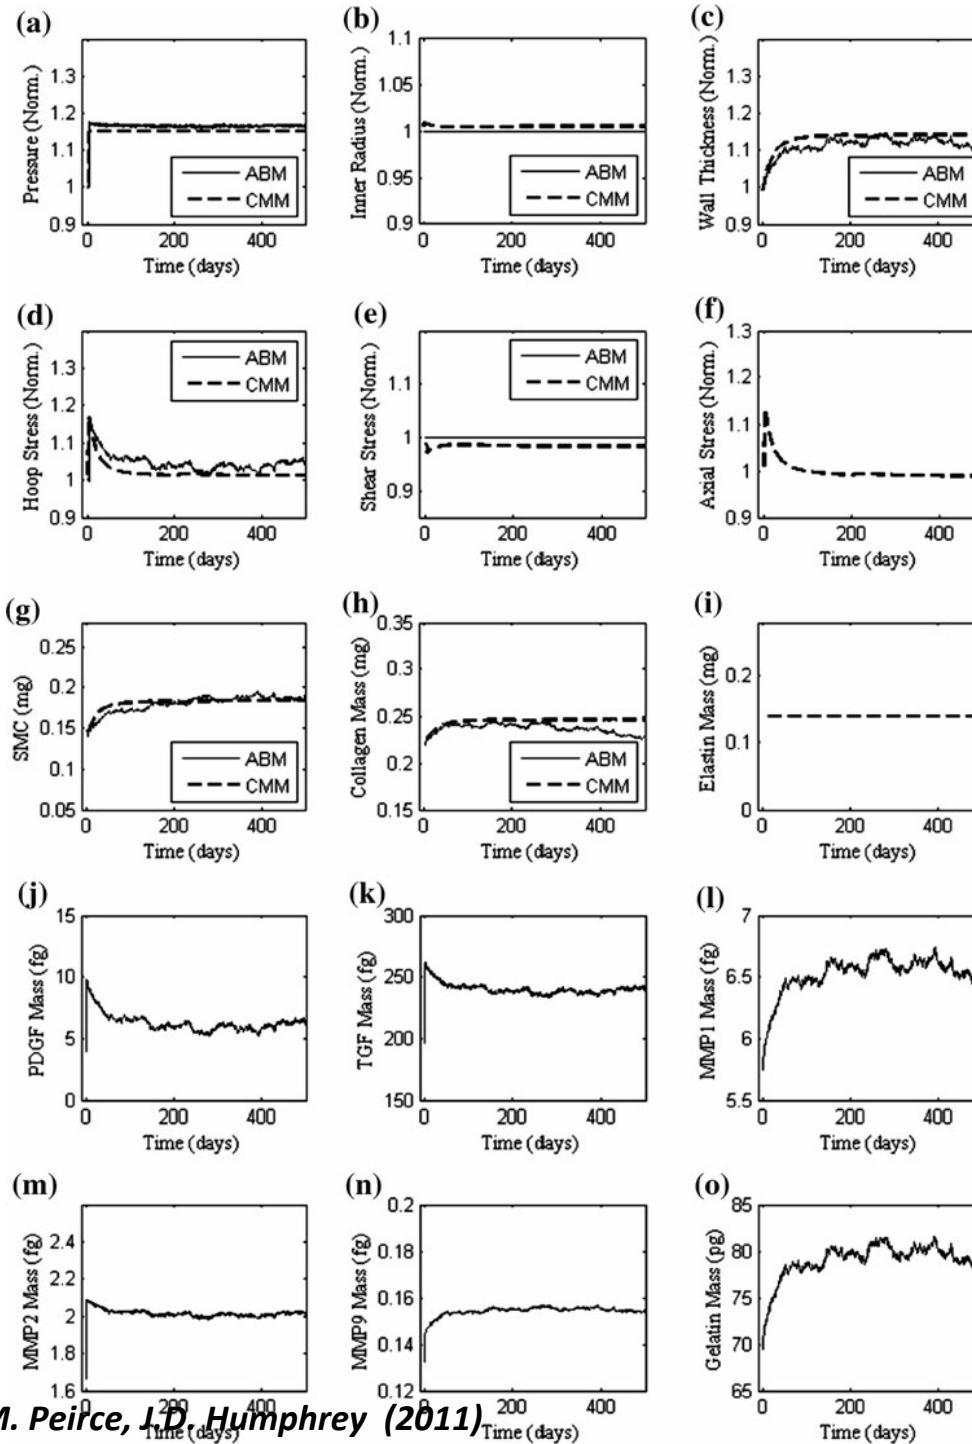 (a)
Pressure (Norm.)
1.3
1.2
1.1
1
0.9
0
200
400
Time (days)
ABM
CMM
(b)
Inner Radius (Norm.)
1.1
1.05
1
0.95
0.9
0
200
400
Time (days)
ABM
CMM
(c)
Wall Thickness (Norm.)
1.3
1.2
1.1
1
0.9
0
200
400
Time (days)
ABM
CMM
(d)
Hoop Stress (Norm.)
1.3
1.2
1.1
1
0.9
0
200
400
Time (days)
ABM
CMM
(e)
Shear Stress (Norm.)
1.1
1
0.9
0
200
400
Time (days)
ABM
CMM
(f)
Axial Stress (Norm.)
1.3
1.2
1.1
1
0.9
0
200
400
Time (days)
(g)
SMC (mg)
0.25
0.2
0.15
0.1
0.05
0
200
400
Time (days)
ABM
CMM
(h)
Collagen Mass (mg)
0.35
0.3
0.25
0.2
0.15
0
200
400
Time (days)
ABM
CMM
(i)
Elastin Mass (mg)
0.2
0.1
0
0
200
400
Time (days)
(j)
PDGF Mass (fg)
15
10
5
0
0
200
400
Time (days)
(k)
TGF Mass (fg)
300
250
200
150
0
200
400
Time (days)
(l)
MMP1 Mass (fg)
7
6.5
6
5.5
0
200
400
Time (days)
(m)
MMP2 Mass (fg)
2.4
2.2
2
1.8
1.6
0
200
400
Time (days)
(n)
MMP9 Mass (fg)
0.2
0.18
0.16
0.14
0.12
0
200
400
Time (days)
(o)
Gelatin Mass (pg)
85
80
75
70
65
0
200
400
Time (days)
M. Peirce, J.D. Humphrey (2011)